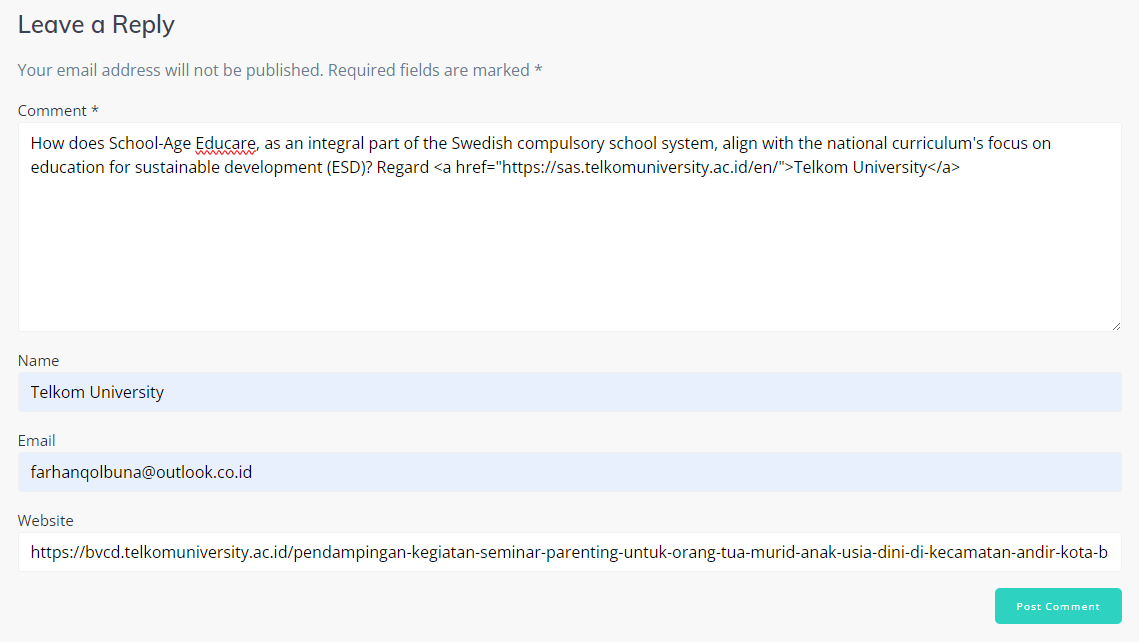 Leave a Reply
Your email address will not be published. Required fields are marked *
Comment *
How does School-Age Educare, as an integral part of the Swedish compulsory school system, align with the national curriculum's focus on
education for sustainable development (ESD)? Regard <a href="https://sas.telkomuniversity.ac.id/en/">Telkom University</a>
Name
Telkom University
Email
farhanqolbuna@outlook.co.id
Website
https://bvcd.telkomuniversity.ac.id/pendampingan-kegiatan-seminar-parenting-untuk-orang-tua-murid-anak-usia-dini-di-kecamatan-andir-kota-b
Post Comment